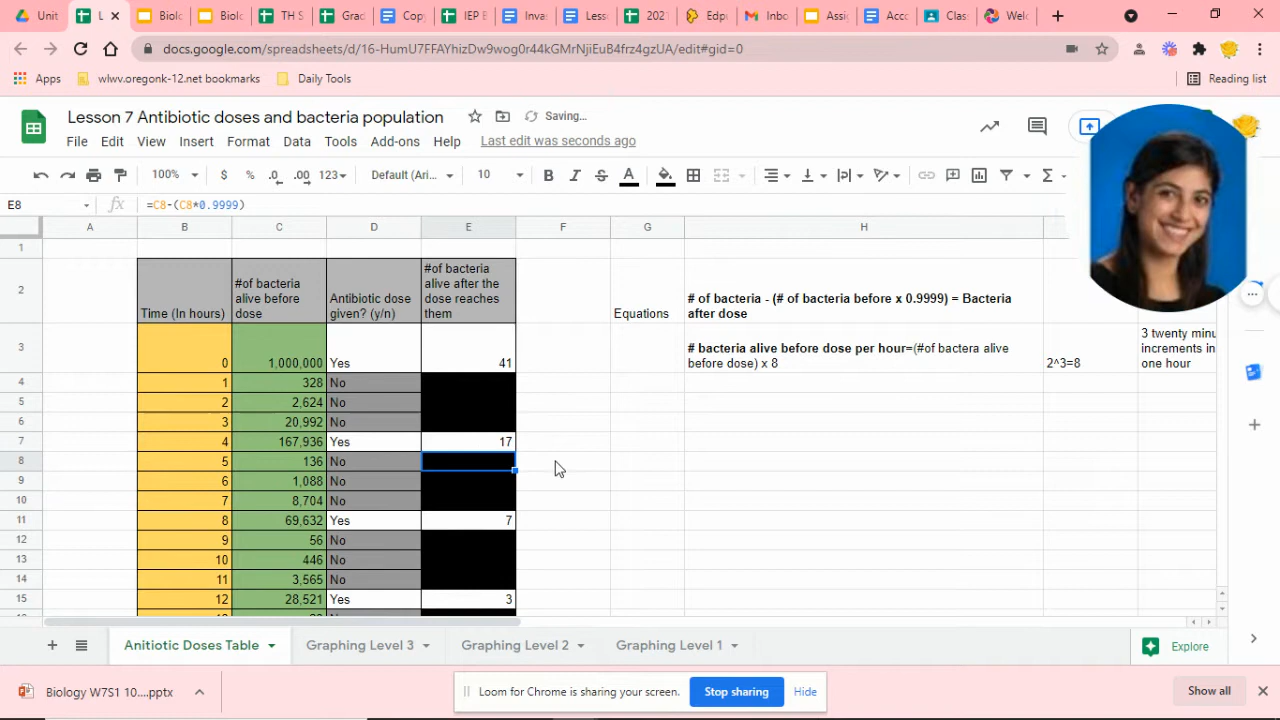 Unit L Biol Biol TH S Grad Copy IEP E Inva Less 2021 Edpu Inbo Assig Acco Class Welc
docs.google.com/spreadsheets/d/16-HumU7FFAYhizDw9wog0r44kGMrNjiEuB4frz4gzUA/edit#gid=0
Apps wlwv.oregonk-12.net bookmarks Daily Tools Reading list
Lesson 7 Antibiotic doses and bacteria population Saving...
File Edit View Insert Format Data Tools Add-ons Help Last edit was seconds ago
100% $ % .0 .00 123 Default (Ari... 10 B I S A Σ
E8 fx =C8-(C8*0.9999)
A B C D E F G H
1
2 Time (In hours) #of bacteria alive before dose Antibiotic dose given? (y/n) #of bacteria alive after the dose reaches them Equations # of bacteria - (# of bacteria before x 0.9999) = Bacteria after dose
3 0 1,000,000 Yes 41 # bacteria alive before dose per hour=(#of bactera alive before dose) x 8 2^3=8 3 twenty minu increments in one hour
4 1 328 No
5 2 2,624 No
6 3 20,992 No
7 4 167,936 Yes 17
8 5 136 No
9 6 1,088 No
10 7 8,704 No
11 8 69,632 Yes 7
12 9 56 No
13 10 446 No
14 11 3,565 No
15 12 28,521 Yes 3
Anitiotic Doses Table Graphing Level 3 Graphing Level 2 Graphing Level 1 Explore
Biology W7S1 10....pptx Loom for Chrome is sharing your screen. Stop sharing Hide Show all